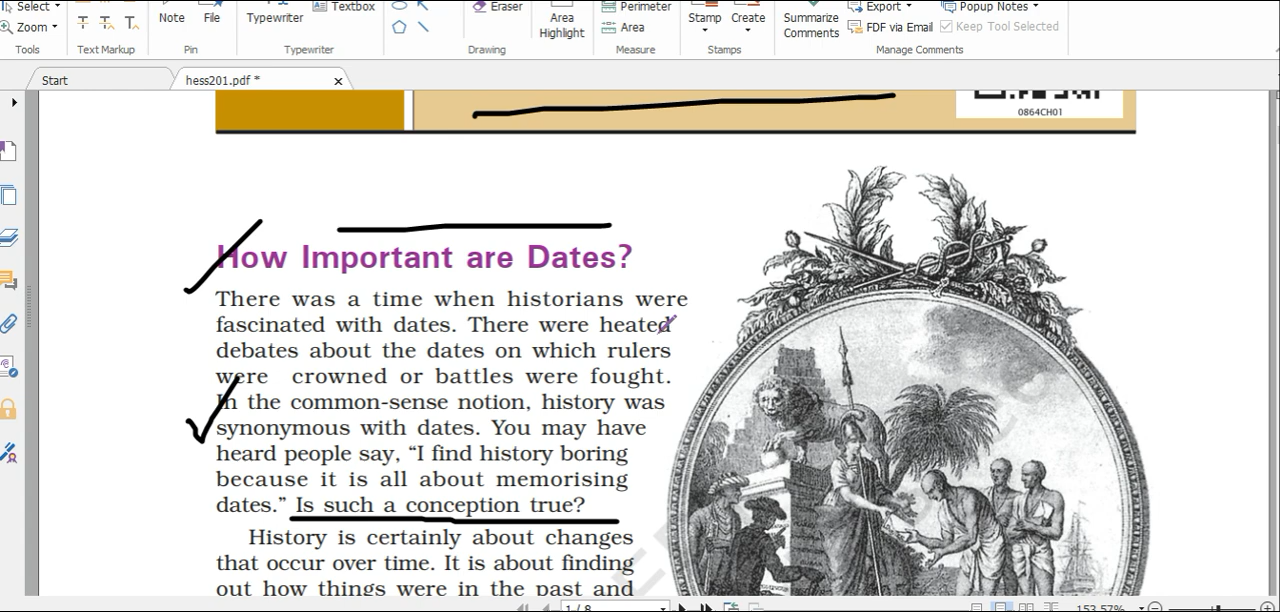 Select
Zoom
Tools
Text Markup
Note
File
Pin
Typewriter
Textbox
Typewriter
Eraser
Area
Highlight
Drawing
Perimeter
Area
Measure
Stamp
Create
Stamps
Summarize
Comments
Export
Popup Notes
FDF via Email
Keep Tool Selected
Manage Comments
Start
hess201.pdf *
0864CH01
How Important are Dates?
There was a time when historians were
fascinated with dates. There were heated
debates about the dates on which rulers
were crowned or battles were fought.
In the common-sense notion, history was
synonymous with dates. You may have
heard people say, “I find history boring
because it is all about memorising
dates.” Is such a conception true?
History is certainly about changes
that occur over time. It is about finding
out how things were in the past and
1 / 8
153.57%